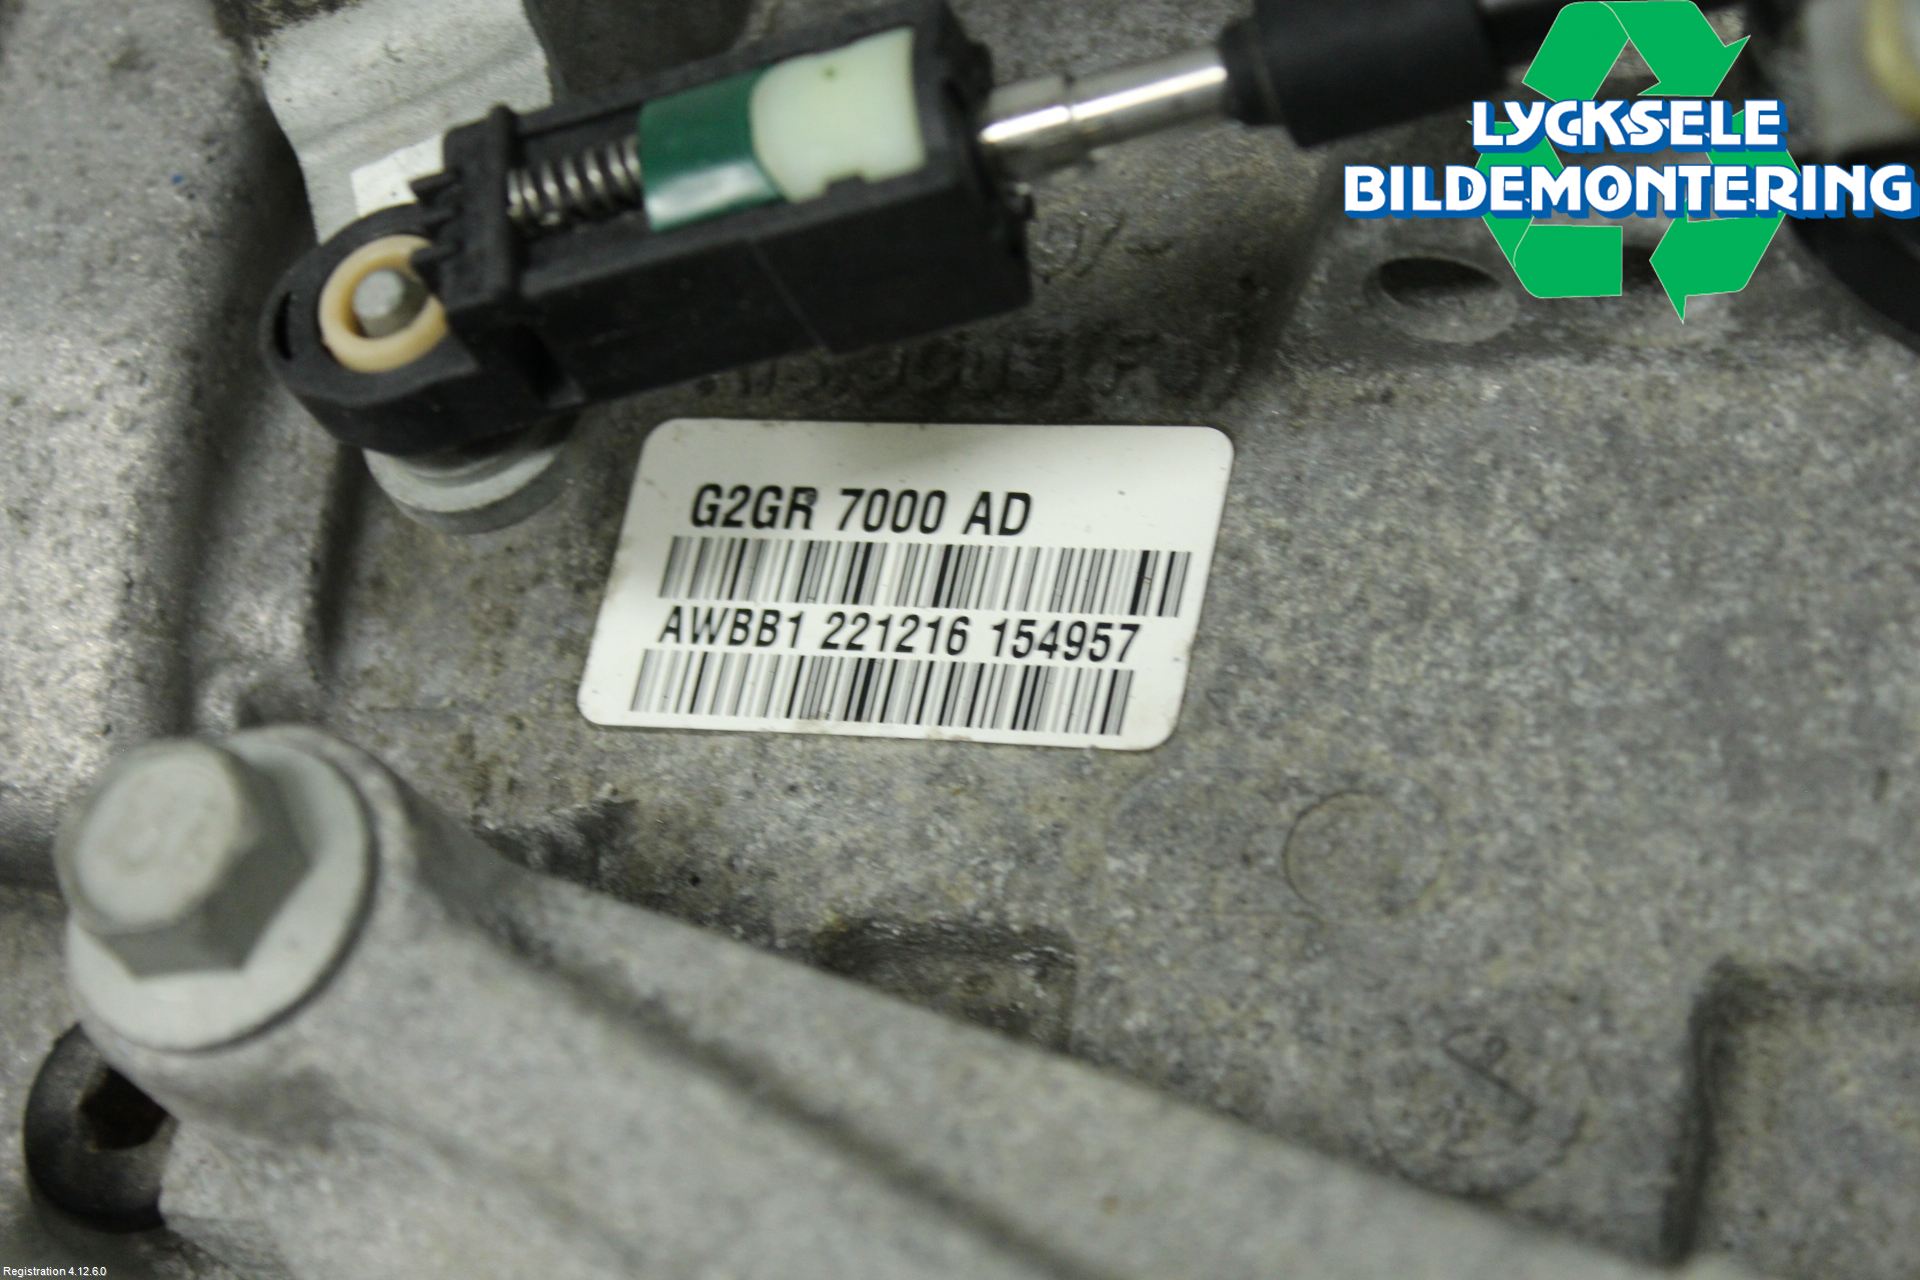 LYCKSELE
BILDEMONTERING
G2GR 7000 AD
AWBB1 221216 154957
Registration 4.12.6.0